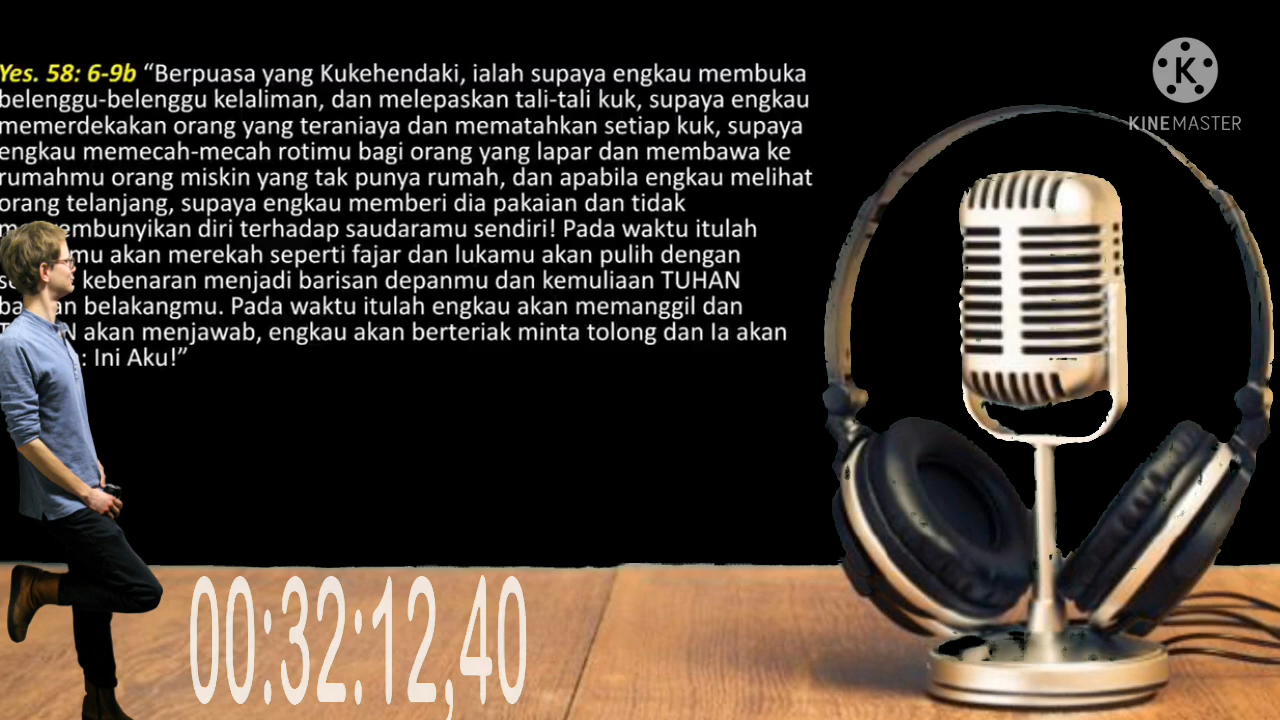 Yes. 58: 6-9b “Berpuasa yang Kukehendaki, ialah supaya engkau membuka
belenggu-belenggu kelaliman, dan melepaskan tali-tali kuk, supaya engkau
memerdekakan orang yang teraniaya dan mematahkan setiap kuk, supaya
engkau memecah-mecah rotimu bagi orang yang lapar dan membawa ke
rumahmu orang miskin yang tak punya rumah, dan apabila engkau melihat
orang telanjang, supaya engkau memberi dia pakaian dan tidak
diri terhadap saudaramu sendiri! Pada waktu itulah
akan merekah seperti fajar dan lukamu akan pulih dengan
kebenaran menjadi barisan depanmu dan kemuliaan TUHAN
belakangmu. Pada waktu itulah engkau akan memanggil dan
akan menjawab, engkau akan berteriak minta tolong dan Ia akan
: Ini Aku!”
KINEMASTER
00:32:12,40